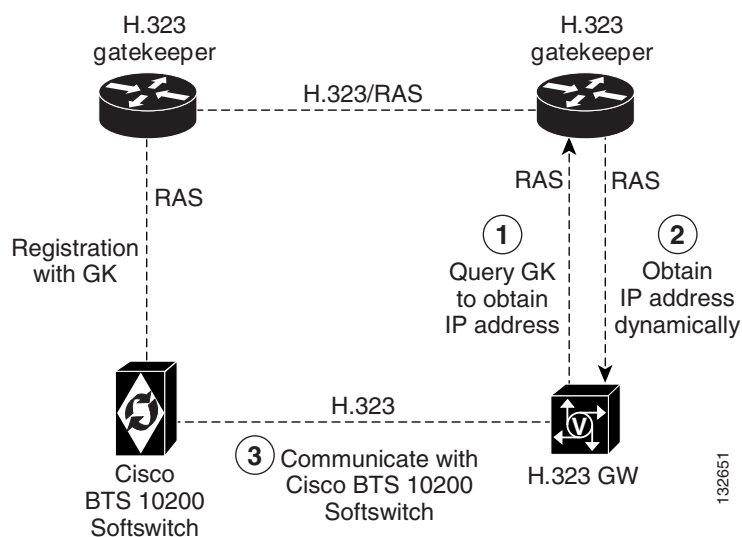 H.323
gatekeeper
H.323
gatekeeper
H.323/RAS
RAS
RAS
RAS
Registration
with GK
1
Query GK
to obtain
IP address
2
Obtain
IP address
dynamically
H.323
3 Communicate with
Cisco BTS 10200
Softswitch
Cisco
BTS 10200
Softswitch
V
H.323 GW
132651